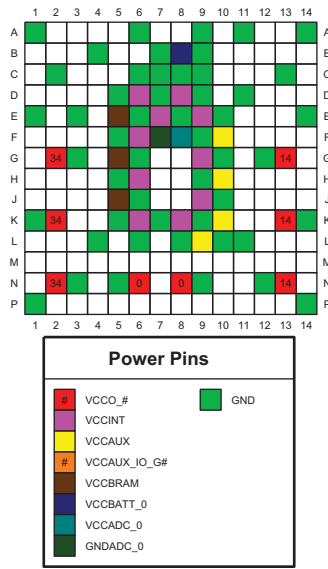 1 2 3 4 5 6 7 8 9 10 11 12 13 14
A A
B B
C C
D D
E E
F F
G 34 14 G
H H
J J
K 34 14 K
L L
M M
N 34 0 0 14 N
P P
1 2 3 4 5 6 7 8 9 10 11 12 13 14
Power Pins
# VCCO_# GND
VCCINT
VCCAUX
# VCCAUX_IO_G#
VCCBRAM
VCCBATT_0
VCCADC_0
GNDADC_0